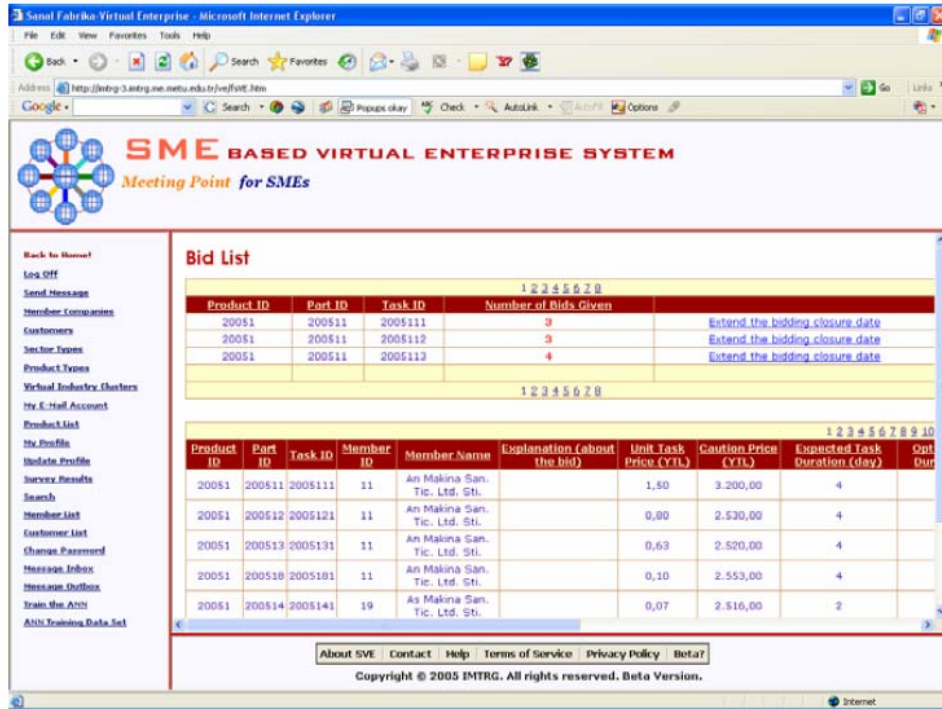 Sanal Fabrika-Virtual Enterprise - Microsoft Internet Explorer
File Edit View Favorites Tools Help
Back Search Favorites
Address http://imtrg-3.imtrg.me.metu.edu.tr/ve/fsVE.htm Go Links
Google Search Popups okay Check AutoLink AutoFill Options
SME BASED VIRTUAL ENTERPRISE SYSTEM
Meeting Point for SMEs
Back to Home!
Log Off
Send Message
Member Companies
Customers
Sector Types
Product Types
Virtual Industry Clusters
My E-Mail Account
Product List
My Profile
Update Profile
Survey Results
Search
Member List
Customer List
Change Password
Message Inbox
Message Outbox
Train the ANN
ANN Training Data Set
Bid List
1 2 3 4 5 6 7 8
Product ID Part ID Task ID Number of Bids Given
20051 200511 2005111 3 Extend the bidding closure date
20051 200511 2005112 3 Extend the bidding closure date
20051 200511 2005113 4 Extend the bidding closure date
1 2 3 4 5 6 7 8
1 2 3 4 5 6 7 8 9 10
Product ID Part ID Task ID Member ID Member Name Explanation (about the bid) Unit Task Price (YTL) Caution Price (YTL) Expected Task Duration (day) Opt Dur
20051 200511 2005111 11 An Makina San. Tic. Ltd. Sti. 1,50 3.200,00 4
20051 200512 2005121 11 An Makina San. Tic. Ltd. Sti. 0,80 2.530,00 4
20051 200513 2005131 11 An Makina San. Tic. Ltd. Sti. 0,63 2.520,00 4
20051 200518 2005181 11 An Makina San. Tic. Ltd. Sti. 0,10 2.553,00 4
20051 200514 2005141 19 As Makina San. Tic. Ltd. Sti. 0,07 2.516,00 2
About SVE Contact Help Terms of Service Privacy Policy Beta?
Copyright © 2005 IMTRG. All rights reserved. Beta Version.
Internet